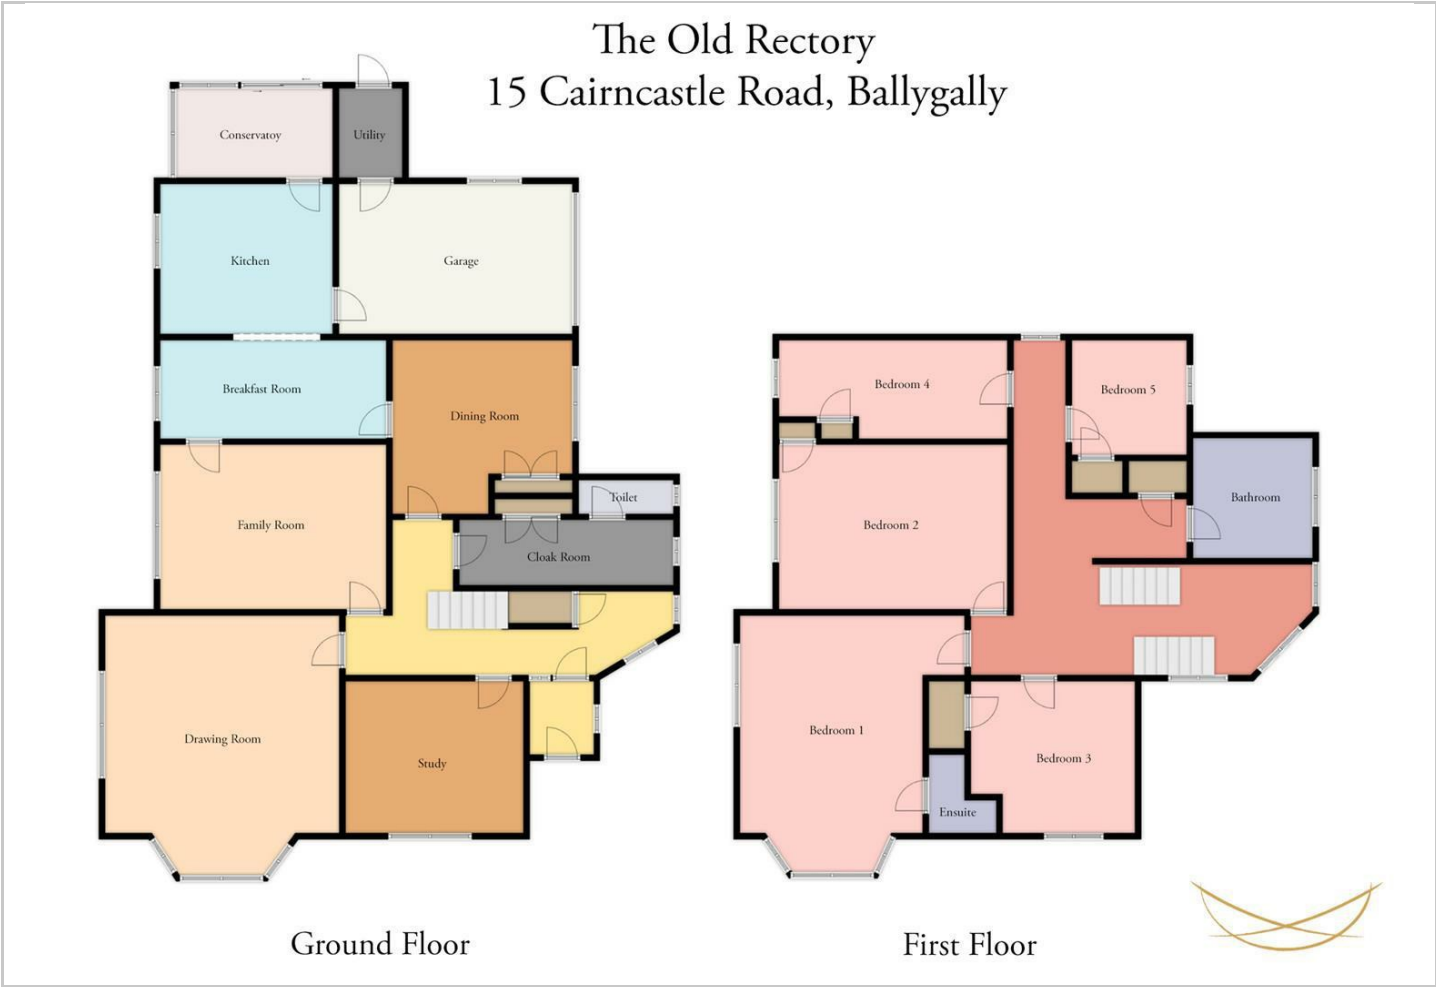 The Old Rectory
15 Cairncastle Road, Ballygally
Conservatoy
Utility
Kitchen
Garage
Breakfast Room
Dining Room
Family Room
Toilet
Cloak Room
Drawing Room
Study
Ground Floor
Bedroom 4
Bedroom 5
Bedroom 2
Bathroom
Bedroom 1
Bedroom 3
Ensuite
First Floor